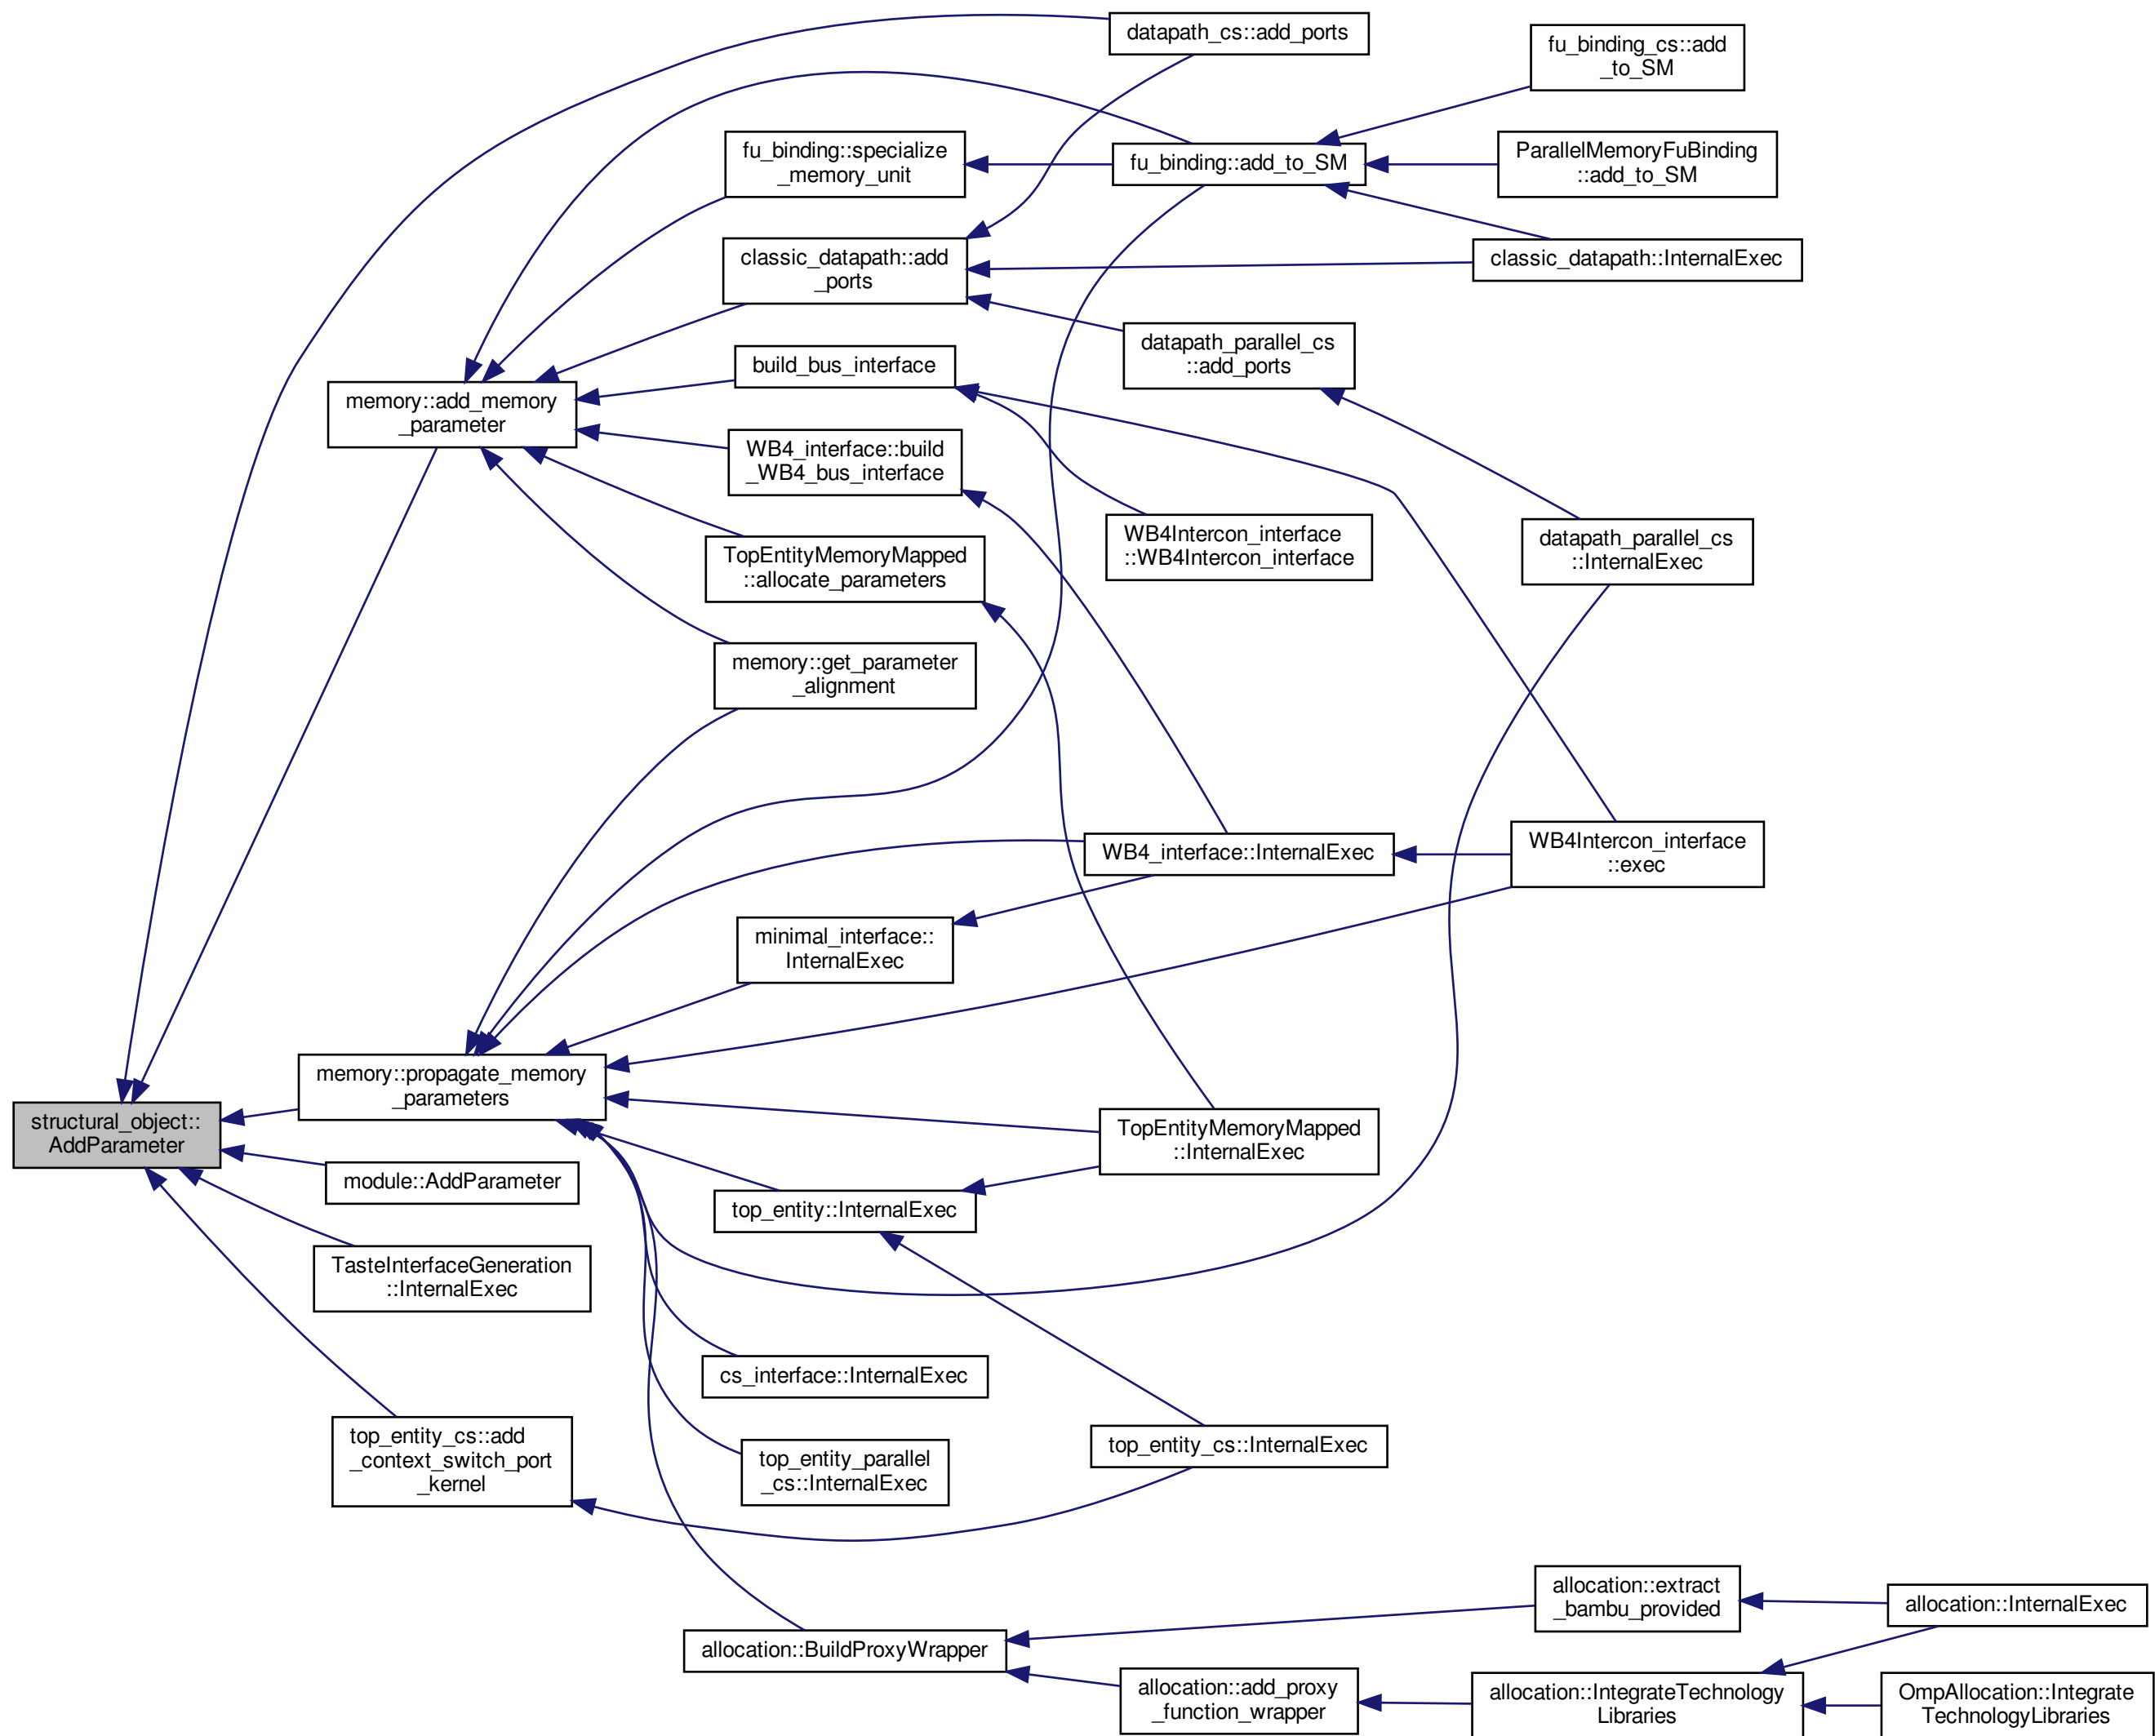 datapath_cs::add_ports
fu_binding_cs::add
_to_SM
fu_binding::specialize
_memory_unit
fu_binding::add_to_SM
ParallelMemoryFuBinding
::add_to_SM
classic_datapath::add
_ports
classic_datapath::InternalExec
build_bus_interface
datapath_parallel_cs
::add_ports
memory::add_memory
_parameter
WB4_interface::build
_WB4_bus_interface
WB4Intercon_interface
::WB4Intercon_interface
datapath_parallel_cs
::InternalExec
TopEntityMemoryMapped
::allocate_parameters
memory::get_parameter
_alignment
WB4_interface::InternalExec
WB4Intercon_interface
::exec
minimal_interface::
InternalExec
memory::propagate_memory
_parameters
structural_object::
AddParameter
TopEntityMemoryMapped
::InternalExec
module::AddParameter
top_entity::InternalExec
TasteInterfaceGeneration
::InternalExec
cs_interface::InternalExec
top_entity_cs::add
_context_switch_port
_kernel
top_entity_cs::InternalExec
top_entity_parallel
_cs::InternalExec
allocation::extract
_bambu_provided
allocation::InternalExec
allocation::BuildProxyWrapper
allocation::add_proxy
_function_wrapper
allocation::IntegrateTechnology
Libraries
OmpAllocation::Integrate
TechnologyLibraries